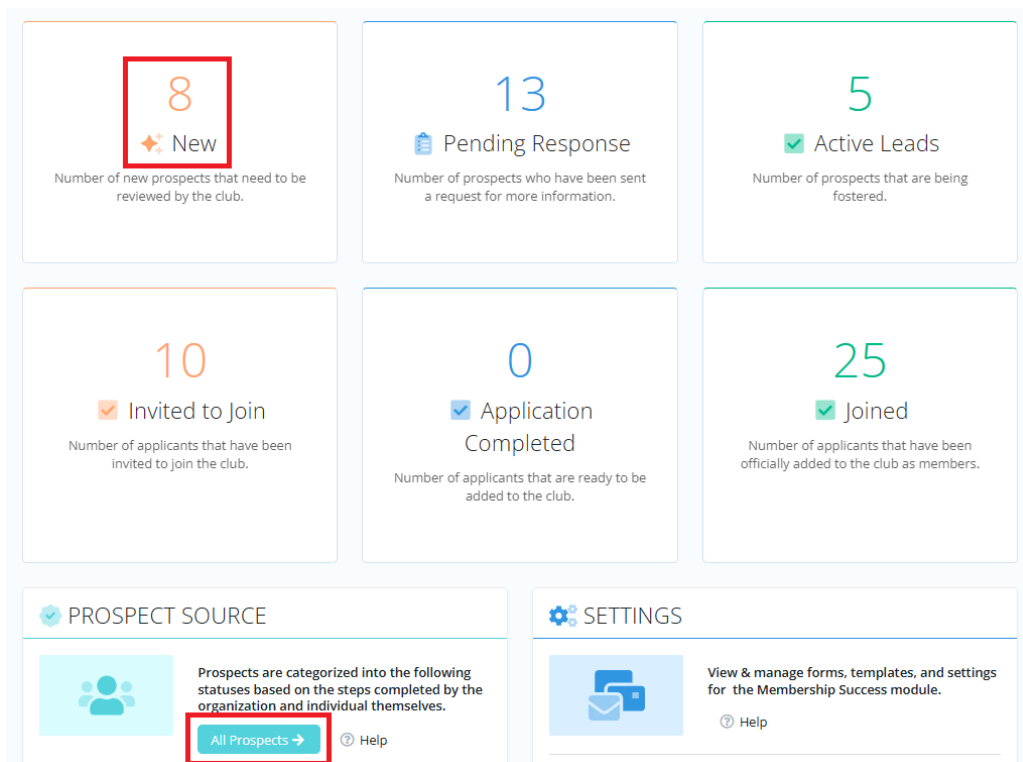 8
New
Number of new prospects that need to be
reviewed by the club.
13
Pending Response
Number of prospects who have been sent
a request for more information.
5
Active Leads
Number of prospects that are being
fostered.
10
Invited to Join
Number of applicants that have been
invited to join the club.
0
Application
Completed
Number of applicants that are ready to be
added to the club.
25
Joined
Number of applicants that have been
officially added to the club as members.
PROSPECT SOURCE
Prospects are categorized into the following
statuses based on the steps completed by the
organization and individual themselves.
All Prospects →
? Help
SETTINGS
View & manage forms, templates, and settings
for the Membership Success module.
? Help